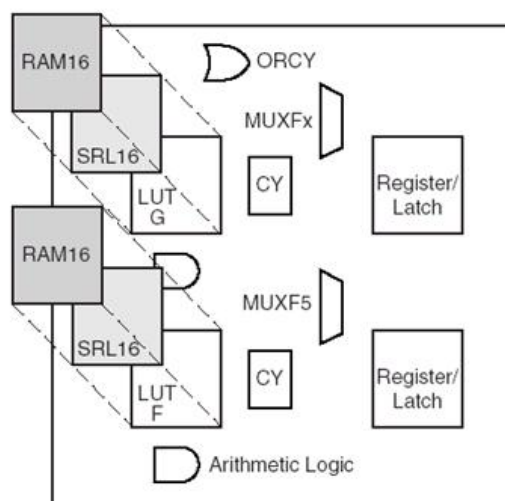 RAM16
ORCY
MUXFx
SRL16
LUT
G
CY
Register/
Latch
RAM16
MUXF5
SRL16
LUT
F
CY
Register/
Latch
Arithmetic Logic